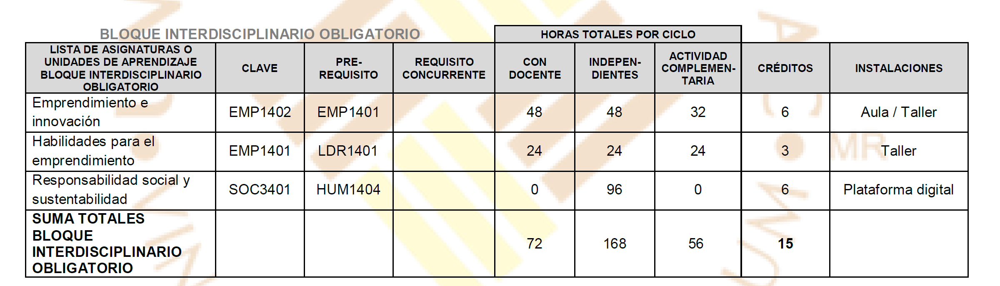 BLOQUE INTERDISCIPLINARIO OBLIGATORIO
HORAS TOTALES POR CICLO
LISTA DE ASIGNATURAS O
UNIDADES DE APRENDIZAJE
BLOQUE INTERDISCIPLINARIO
OBLIGATORIO
CLAVE
PRE-
REQUISITO
REQUISITO
CONCURRENTE
CON
DOCENTE
INDEPEN-
DIENTES
ACTIVIDAD
COMPLEMEN-
TARIA
CRÉDITOS
INSTALACIONES
Emprendimiento e
innovación
EMP1402
EMP1401
48
48
32
6
Aula / Taller
Habilidades para el
emprendimiento
EMP1401
LDR1401
24
24
24
3
Taller
Responsabilidad social y
sustentabilidad
SOC3401
HUM1404
0
96
0
6
Plataforma digital
SUMA TOTALES
BLOQUE
INTERDISCIPLINARIO
OBLIGATORIO
72
168
56
15
MR